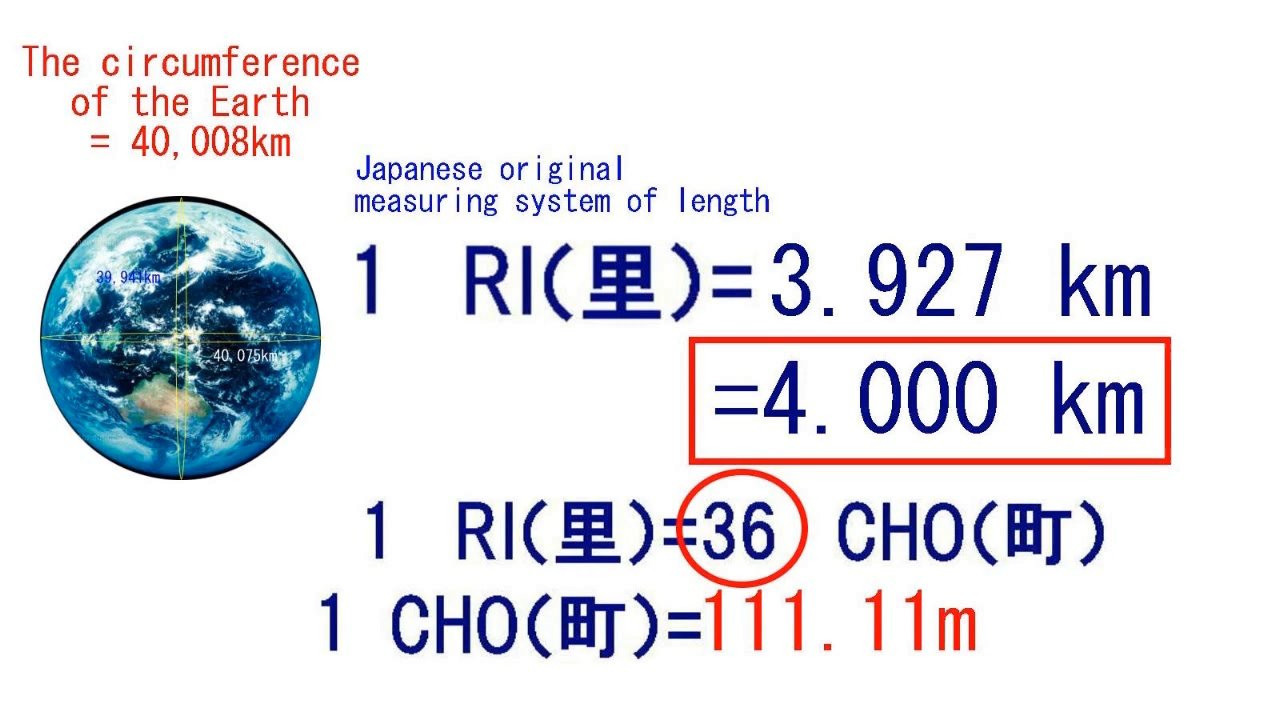 The circumference
of the Earth
= 40,008km
Japanese original
measuring system of length
39,941km
40,075km
1 RI(里)=3.927 km
=4.000 km
1 RI(里)=36 CHO(町)
1 CHO(町)=111.11m